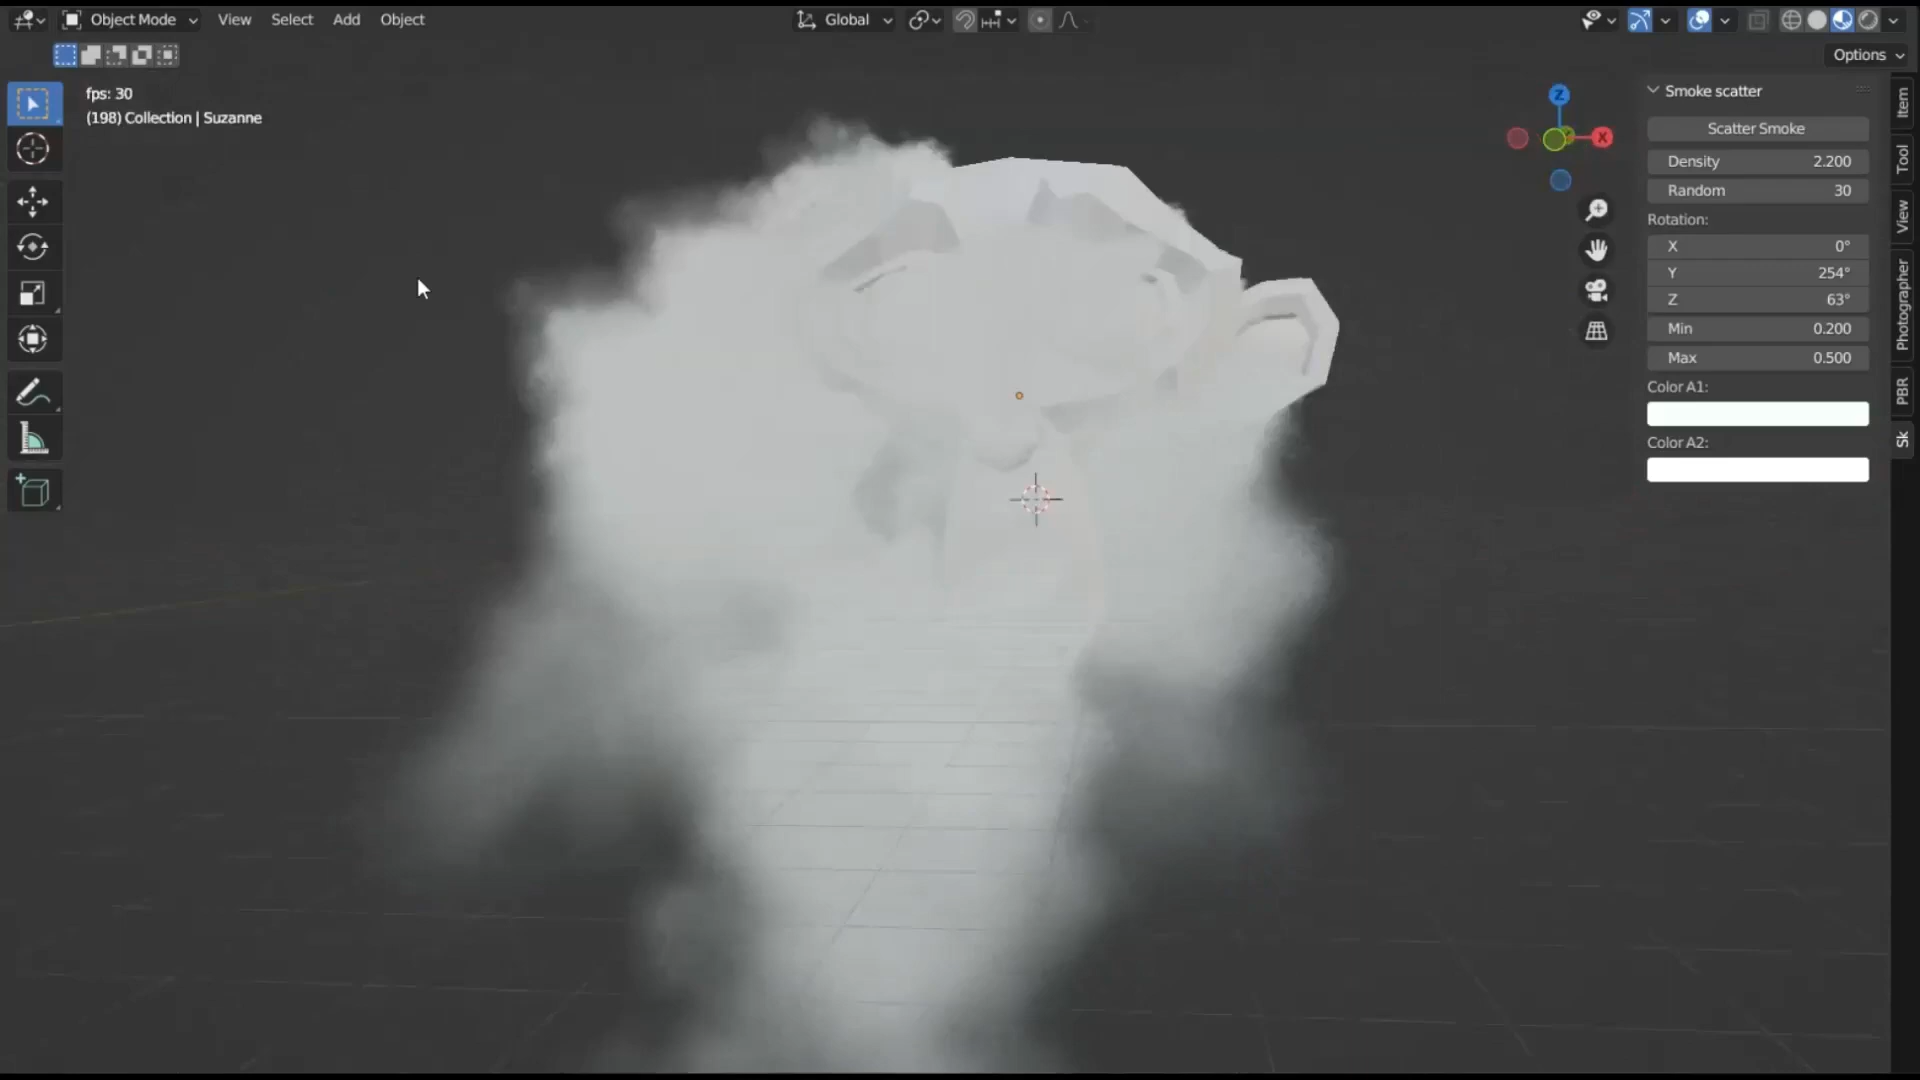 Object Mode View Select Add Object Global
Options
fps: 30
(198) Collection | Suzanne
Z
X
Smoke scatter
Scatter Smoke
Density 2.200
Random 30
Rotation:
X 0°
Y 254°
Z 63°
Min 0.200
Max 0.500
Color A1:
Color A2:
Item
Tool
View
Photographer
PBR
Sk